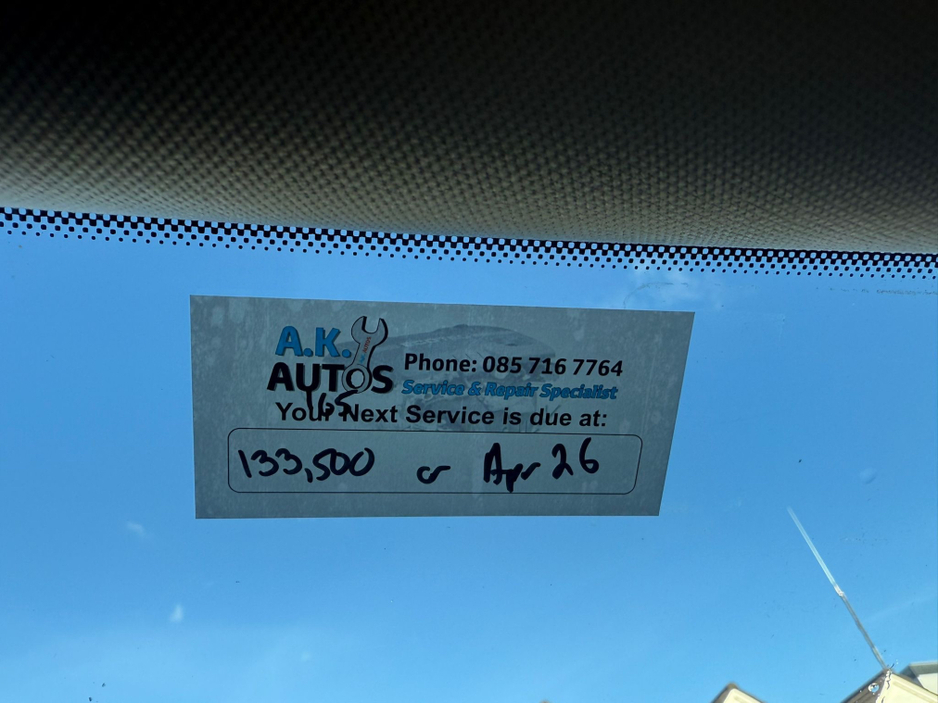 A.K.
AUTOS
Phone: 085 716 7764
Service & Repair Specialist
Your Next Service is due at:
133,500 or Apr 26